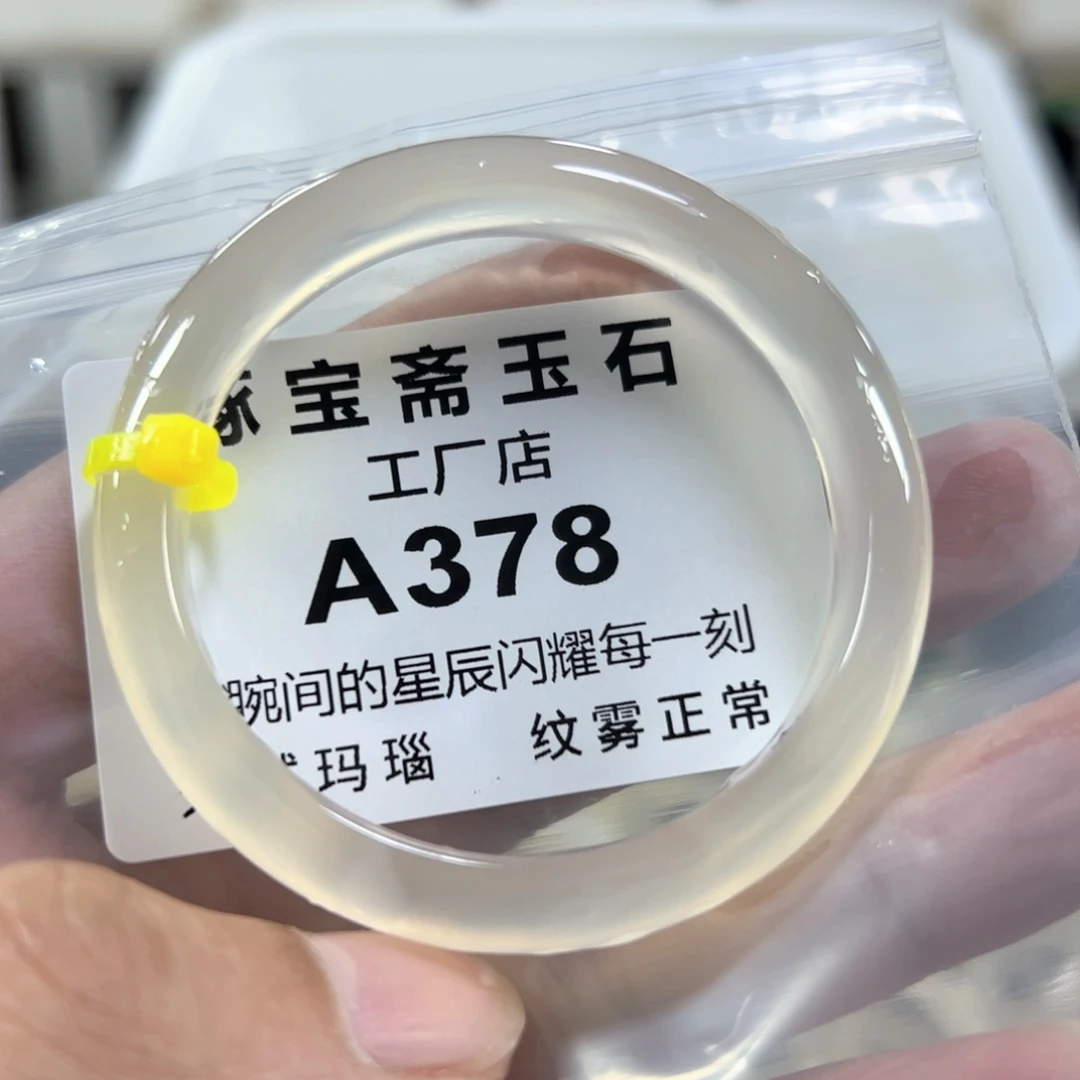 宝斋玉石
工厂店
A378
腕间的星辰闪耀每一刻
玛瑙 纹雾正常